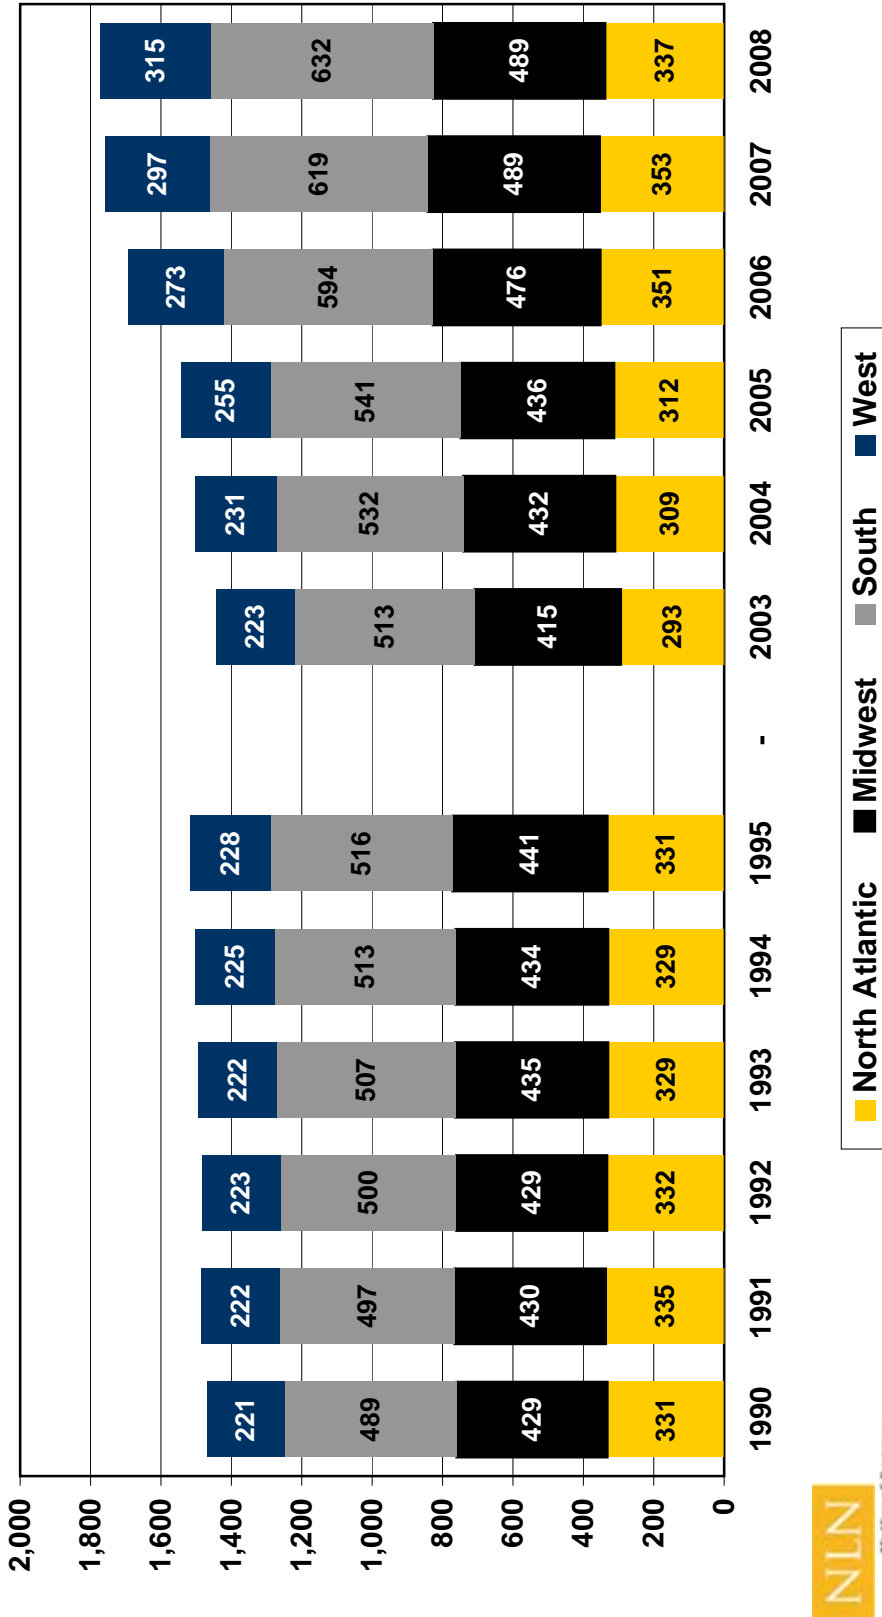 2,000
1,800
1,600
1,400
1,200
1,000
800
600
400
200
0
221 222 223 222 225 228 223 231 255 273 297 315
489 497 500 507 513 516 513 532 541 594 619 632
429 430 429 435 434 441 415 432 436 476 489 489
331 335 332 329 329 331 293 309 312 351 353 337
1990 1991 1992 1993 1994 1995 - 2003 2004 2005 2006 2007 2008
North Atlantic Midwest South West
NLN